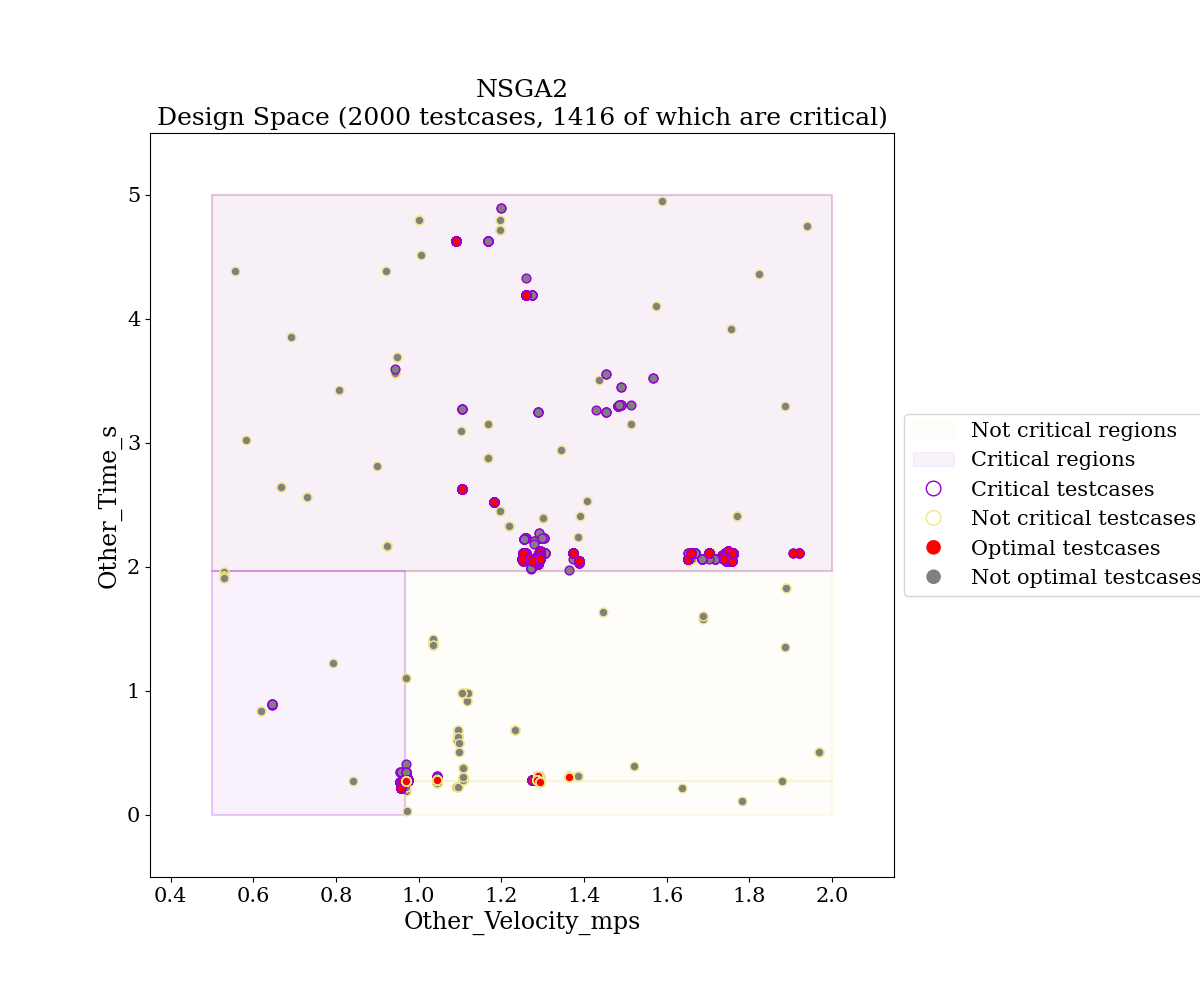 NSGA2
Design Space (2000 testcases, 1416 of which are critical)
Other_Time_s
5
4
3
2
1
0
0.4
0.6
0.8
1.0
1.2
1.4
1.6
1.8
2.0
Other_Velocity_mps
Not critical regions
Critical regions
Critical testcases
Not critical testcases
Optimal testcases
Not optimal testcases